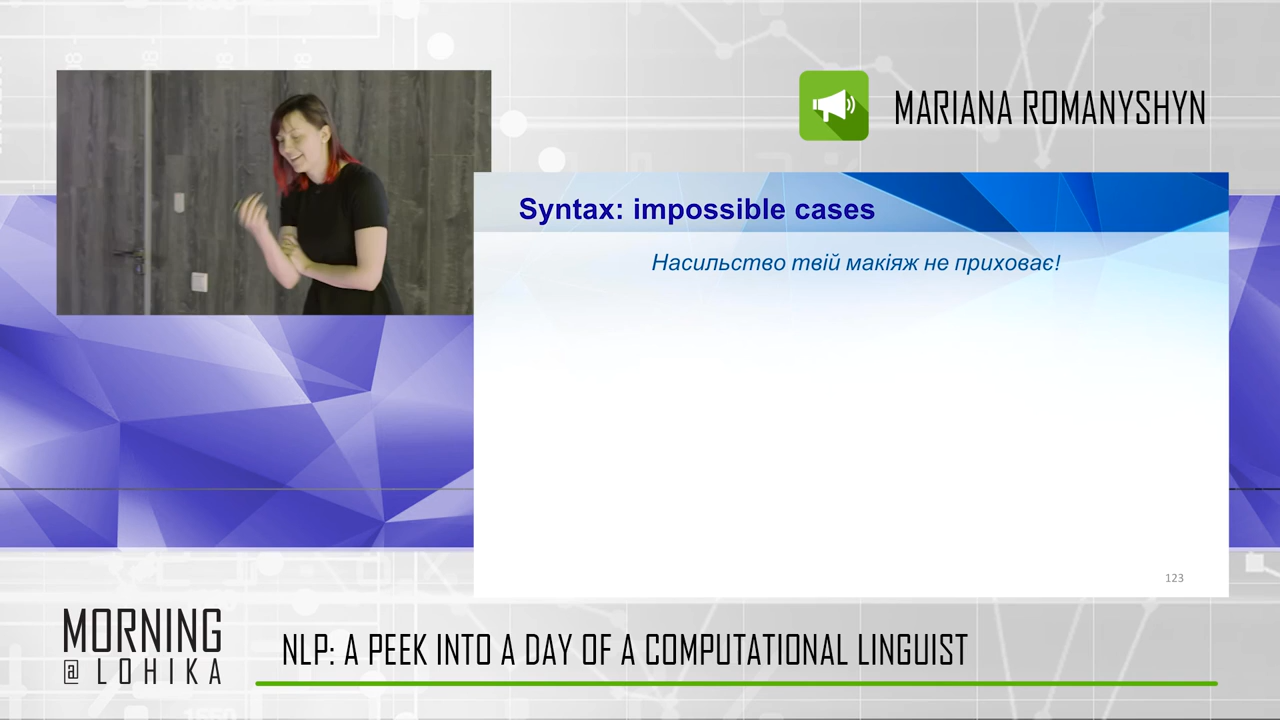 MARIANA ROMANYSHYN
Syntax: impossible cases
Насильство твій макіяж не приховає!
123
MORNING
@ LOHIKA
NLP: A PEEK INTO A DAY OF A COMPUTATIONAL LINGUIST